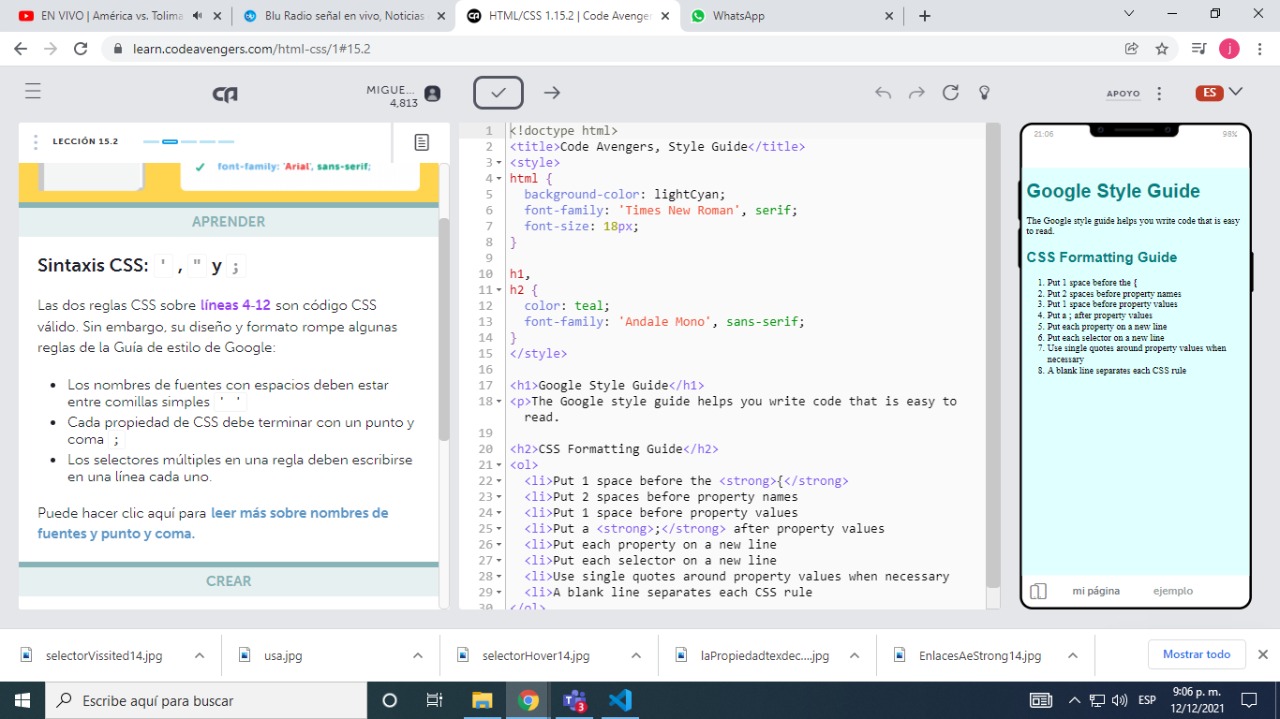 EN VIVO | América vs. Tolima
Blu Radio señal en vivo, Noticias
HTML/CSS 1.15.2 | Code Avenge
WhatsApp
learn.codeavengers.com/html-css/1#15.2
j
MIGUE...
4,813
APOYO
ES
LECCIÓN 15.2
font-family: 'Arial', sans-serif;
APRENDER
Sintaxis CSS: ' , " y ;
Las dos reglas CSS sobre líneas 4-12 son código CSS
válido. Sin embargo, su diseño y formato rompe algunas
reglas de la Guía de estilo de Google:
Los nombres de fuentes con espacios deben estar
entre comillas simples ' '
Cada propiedad de CSS debe terminar con un punto y
coma ;
Los selectores múltiples en una regla deben escribirse
en una línea cada uno.
Puede hacer clic aquí para leer más sobre nombres de
fuentes y punto y coma.
CREAR
1 <!doctype html>
2 <title>Code Avengers, Style Guide</title>
3 <style>
4 html {
5 background-color: lightCyan;
6 font-family: 'Times New Roman', serif;
7 font-size: 18px;
8 }
9
10 h1,
11 h2 {
12 color: teal;
13 font-family: 'Andale Mono', sans-serif;
14 }
15 </style>
16
17 <h1>Google Style Guide</h1>
18 <p>The Google style guide helps you write code that is easy to
read.
19
20 <h2>CSS Formatting Guide</h2>
21 <ol>
22 <li>Put 1 space before the <strong>{</strong>
23 <li>Put 2 spaces before property names
24 <li>Put 1 space before property values
25 <li>Put a <strong>;</strong> after property values
26 <li>Put each property on a new line
27 <li>Put each selector on a new line
28 <li>Use single quotes around property values when necessary
29 <li>A blank line separates each CSS rule
30 </ol>
21:06
98%
Google Style Guide
The Google style guide helps you write code that is easy
to read.
CSS Formatting Guide
1. Put 1 space before the {
2. Put 2 spaces before property names
3. Put 1 space before property values
4. Put a ; after property values
5. Put each property on a new line
6. Put each selector on a new line
7. Use single quotes around property values when
necessary
8. A blank line separates each CSS rule
mi página
ejemplo
selectorVissited14.jpg
usa.jpg
selectorHover14.jpg
laPropiedadtexdec....jpg
EnlacesAeStrong14.jpg
Mostrar todo
Escribe aquí para buscar
3
ESP
9:06 p. m.
12/12/2021